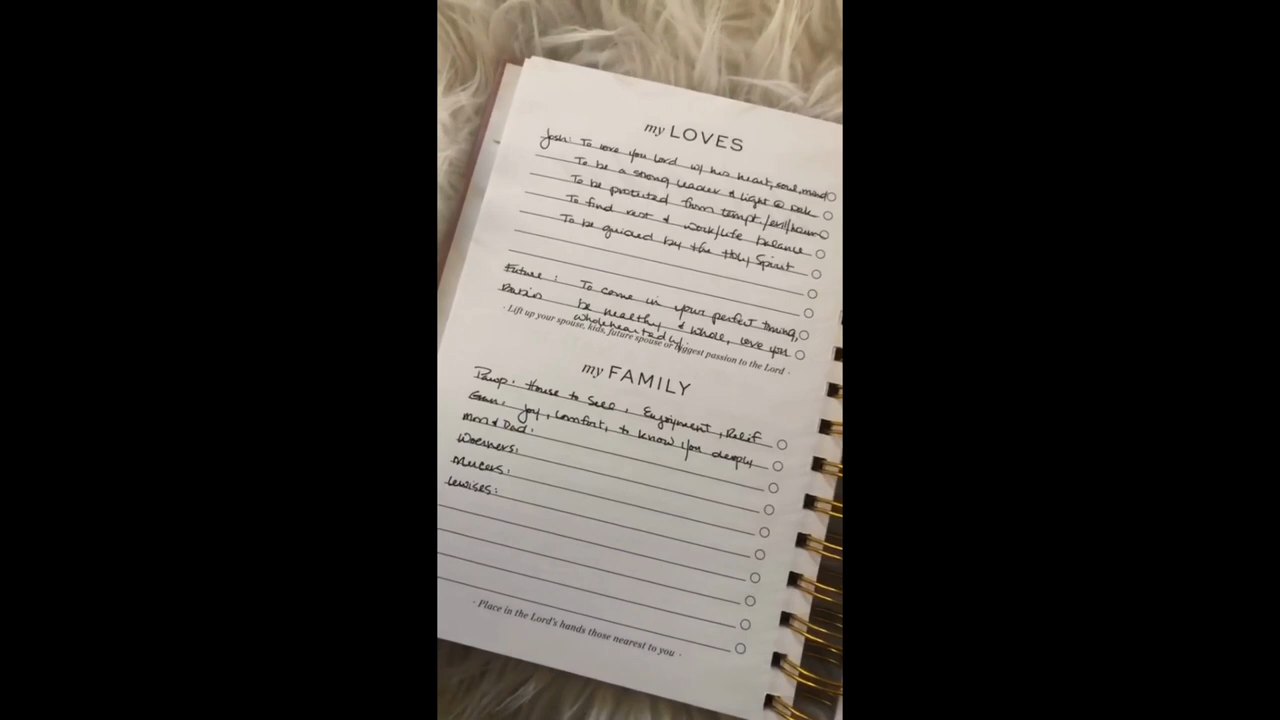 my LOVES
Josh: To love you Lord w/ his heart, soul, mind
To be a strong leader & light @
To be protected from tempt./evil/harm
To find rest & work/life balance
To be guided by the Holy Spirit
Future : To come in your perfect timing,
be healthy & whole, love you
wholeheartedly.
· Lift up your spouse, kids, future spouse or biggest passion to the Lord ·
my FAMILY
House to sell, Enjoyment, Relief
Gran: Joy, Comfort, to know you deeply
Mom & Dad:
Lewises:
· Place in the Lord's hands those nearest to you ·